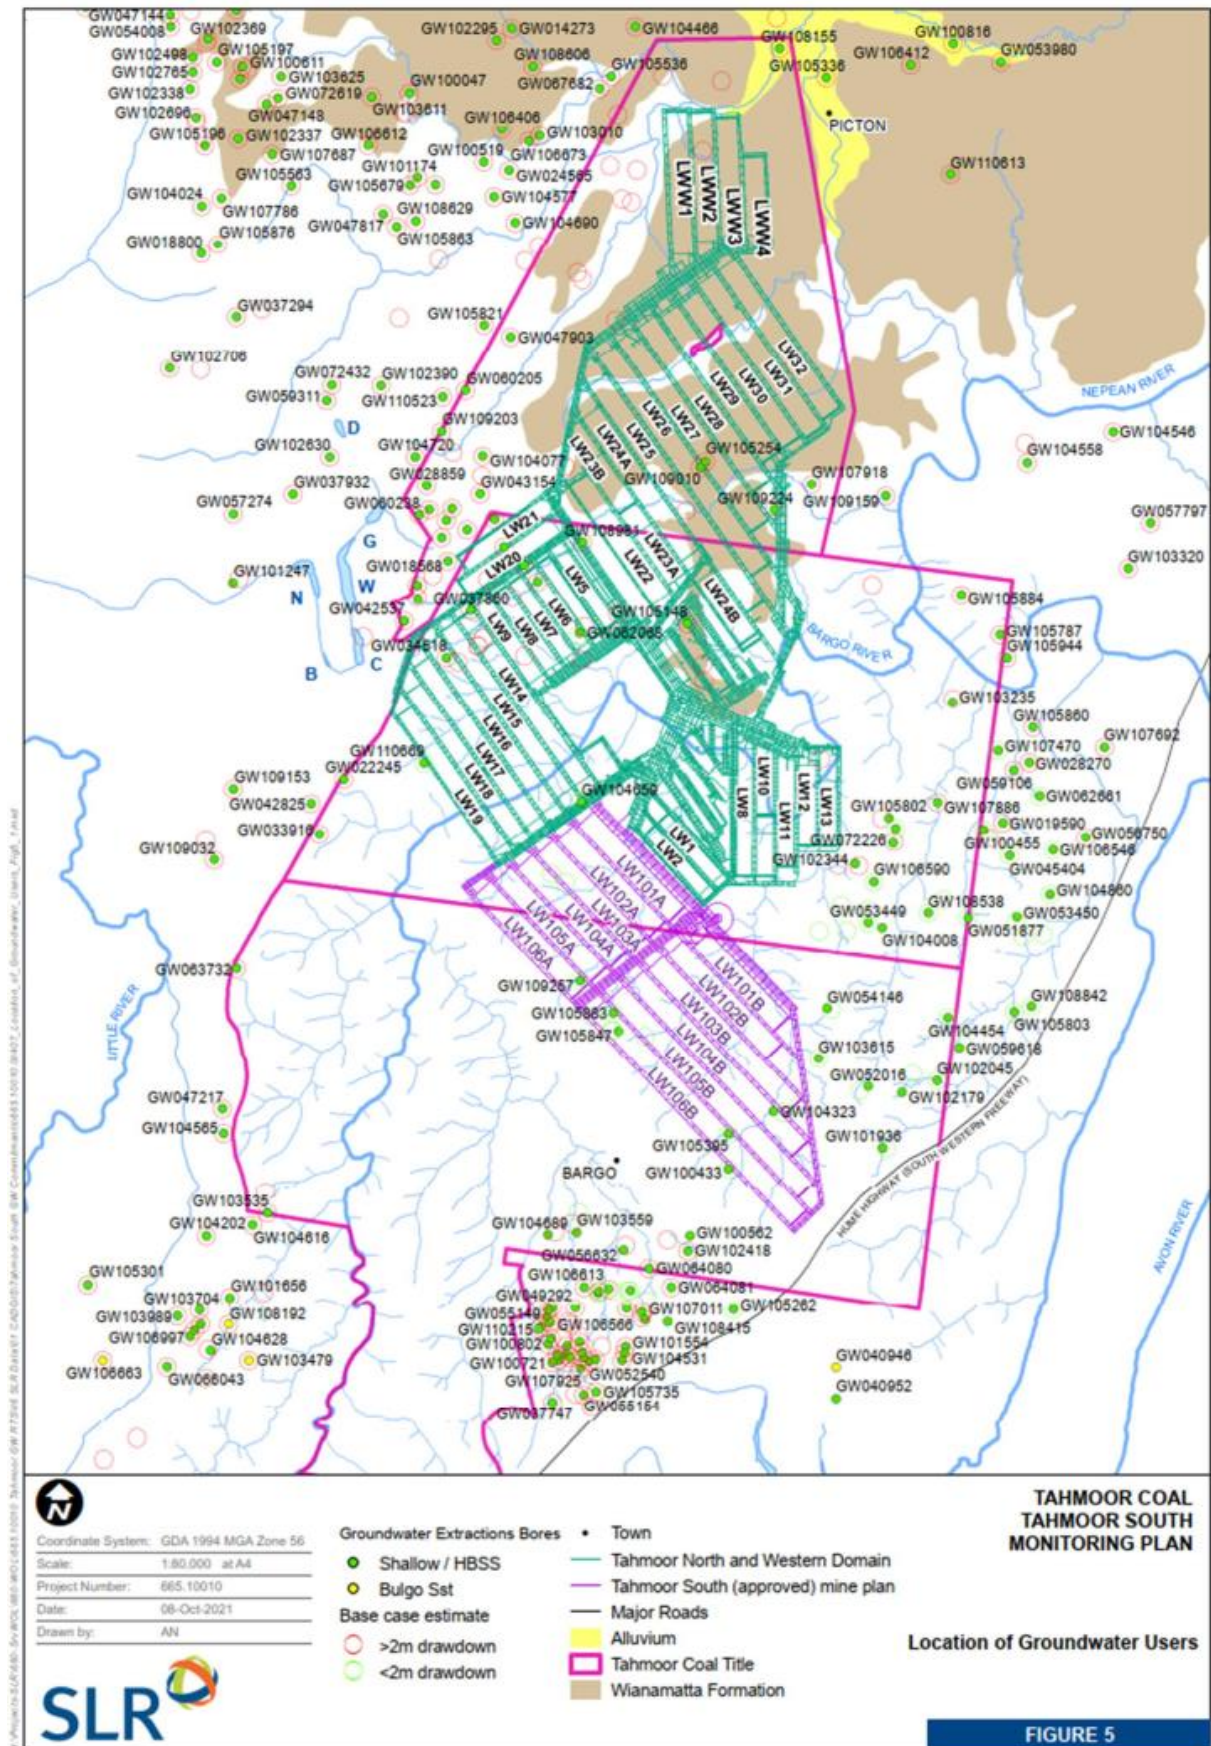 GW047144
GW054008
GW102369
GW102295
GW014273
GW104466
GW108155
GW100816
GW102498
GW105197
GW100611
GW108606
GW105336
GW106412
GW053980
GW102765
GW103625
GW105536
GW102338
GW072619
GW100047
GW067682
GW102696
GW047148
GW103611
PICTON
GW105196
GW102337
GW106612
GW106406
GW103010
GW107687
GW100519
GW106673
GW105563
GW101174
GW024565
GW110613
GW105679
GW104024
GW107786
GW108629
GW104577
GW047817
GW105876
GW105863
GW104690
GW018800
LWW1
LWW2
LWW3
LWW4
GW037294
GW105821
GW047903
GW102706
GW072432
GW102390
GW060205
LW32
LW31
LW30
LW29
LW28
LW27
LW26
LW25
LW24A
LW23B
NEPEAN RIVER
GW059311
GW110523
D
GW109203
GW104546
GW102630
GW104720
GW104077
GW105254
GW104558
GW037932
GW028859
GW043154
GW109010
GW107918
GW057274
GW060238
GW109224
GW109159
GW057797
LW21
GW108981
G
LW20
LW5
LW22
LW23A
LW24B
GW103320
GW101247
N
W
GW018568
GW105884
GW042537
GW037860
LW6
LW7
LW8
LW9
GW105148
GW062068
GW105787
GW034618
BARGO RIVER
GW105944
B
C
LW14
LW15
LW16
LW17
LW18
LW19
GW103235
GW105860
GW110669
GW107470
GW107692
GW022245
GW028270
GW109153
GW059106
GW042825
GW104659
LW10
LW12
LW13
LW8
LW11
GW105802
GW107886
GW062661
GW033916
LW1
LW2
GW072226
GW019590
GW056750
GW109032
GW102344
GW100455
GW106546
GW106590
GW045404
LW101A
LW102A
LW103A
LW104A
LW105A
LW106A
GW104860
GW053449
GW108538
GW053450
GW104008
GW051877
GW063732
GW109257
LW101B
LW102B
LW103B
LW104B
LW105B
LW106B
LITTLE RIVER
GW105883
GW054146
GW108842
GW105847
GW104454
GW105803
GW103615
GW059618
GW052016
GW102045
GW047217
GW102179
GW104323
GW104565
GW105395
GW101936
BARGO
GW100433
HUME HIGHWAY (SOUTH WESTERN FREEWAY)
AVON RIVER
GW103535
GW104202
GW104616
GW104689
GW103559
GW100562
GW056632
GW102418
GW064080
GW105301
GW101656
GW106613
GW064081
GW103704
GW049292
GW103989
GW108192
GW055149
GW107011
GW105262
GW106997
GW110215
GW106566
GW108415
GW104628
GW100802
GW101554
GW103479
GW100721
GW104531
GW040946
GW106663
GW066043
GW107925
GW052540
GW105735
GW040952
GW037747
N
Coordinate System: GDA 1994 MGA Zone 56
Scale: 1:80,000 at A4
Project Number: 665.10010
Date: 08-Oct-2021
Drawn by: AN
SLR
Groundwater Extractions Bores
Shallow / HBSS
Bulgo Sst
Base case estimate
>2m drawdown
<2m drawdown
Town
Tahmoor North and Western Domain
Tahmoor South (approved) mine plan
Major Roads
Alluvium
Tahmoor Coal Title
Wianamatta Formation
TAHMOOR COAL
TAHMOOR SOUTH
MONITORING PLAN
Location of Groundwater Users
FIGURE 5